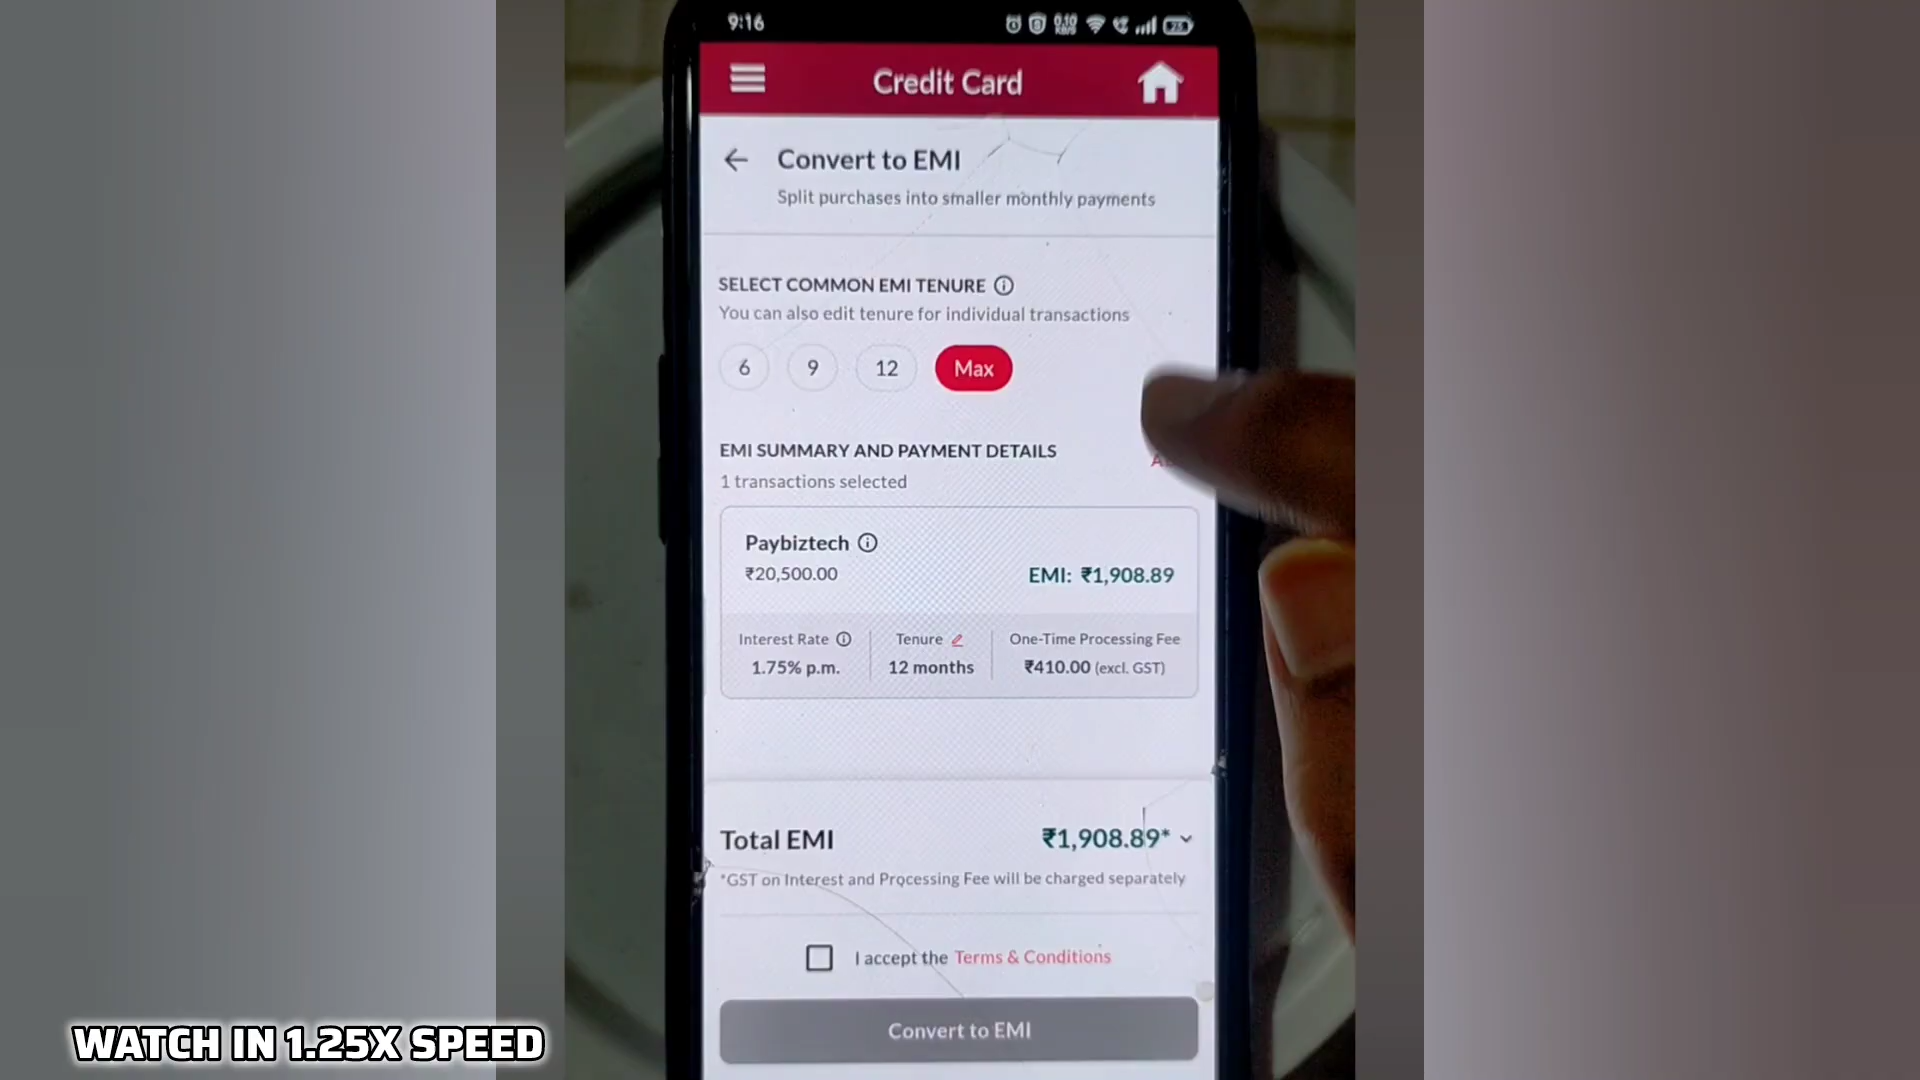 9:16
0.10
KB/S
25
Credit Card
Convert to EMI
Split purchases into smaller monthly payments
SELECT COMMON EMI TENURE
You can also edit tenure for individual transactions
6 9 12 Max
EMI SUMMARY AND PAYMENT DETAILS
1 transactions selected
Paybiztech
₹20,500.00 EMI: ₹1,908.89
Interest Rate Tenure One-Time Processing Fee
1.75% p.m. 12 months ₹410.00 (excl. GST)
Total EMI ₹1,908.89*
*GST on Interest and Processing Fee will be charged separately
I accept the Terms & Conditions
Convert to EMI
WATCH IN 1.25X SPEED